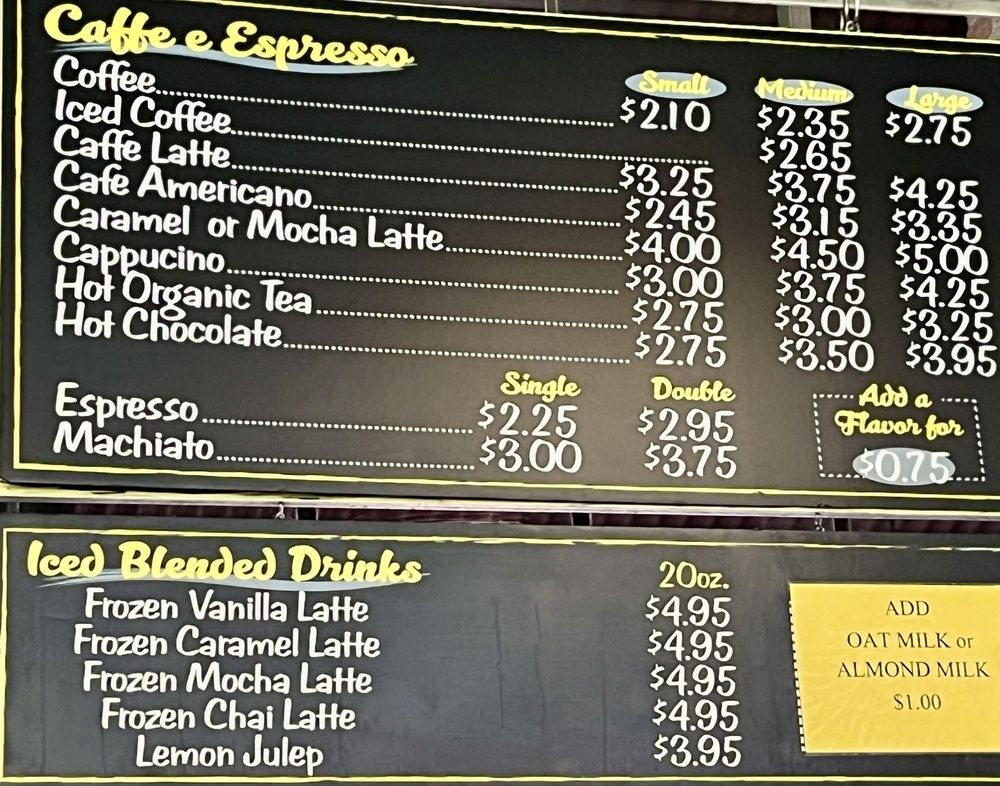 Caffe e Espresso
Small Medium Large
Coffee $2.10 $2.35 $2.75
Iced Coffee $2.65
Caffe Latte $3.25 $3.75 $4.25
Cafe Americano $2.45 $3.15 $3.35
Caramel or Mocha Latte $4.00 $4.50 $5.00
Cappucino $3.00 $3.75 $4.25
Hot Organic Tea $2.75 $3.00 $3.25
Hot Chocolate $2.75 $3.50 $3.95
Single Double
Espresso $2.25 $2.95
Machiato $3.00 $3.75
Add a
Flavor for
$0.75
Iced Blended Drinks 20oz.
Frozen Vanilla Latte $4.95
Frozen Caramel Latte $4.95
Frozen Mocha Latte $4.95
Frozen Chai Latte $4.95
Lemon Julep $3.95
ADD
OAT MILK or
ALMOND MILK
$1.00